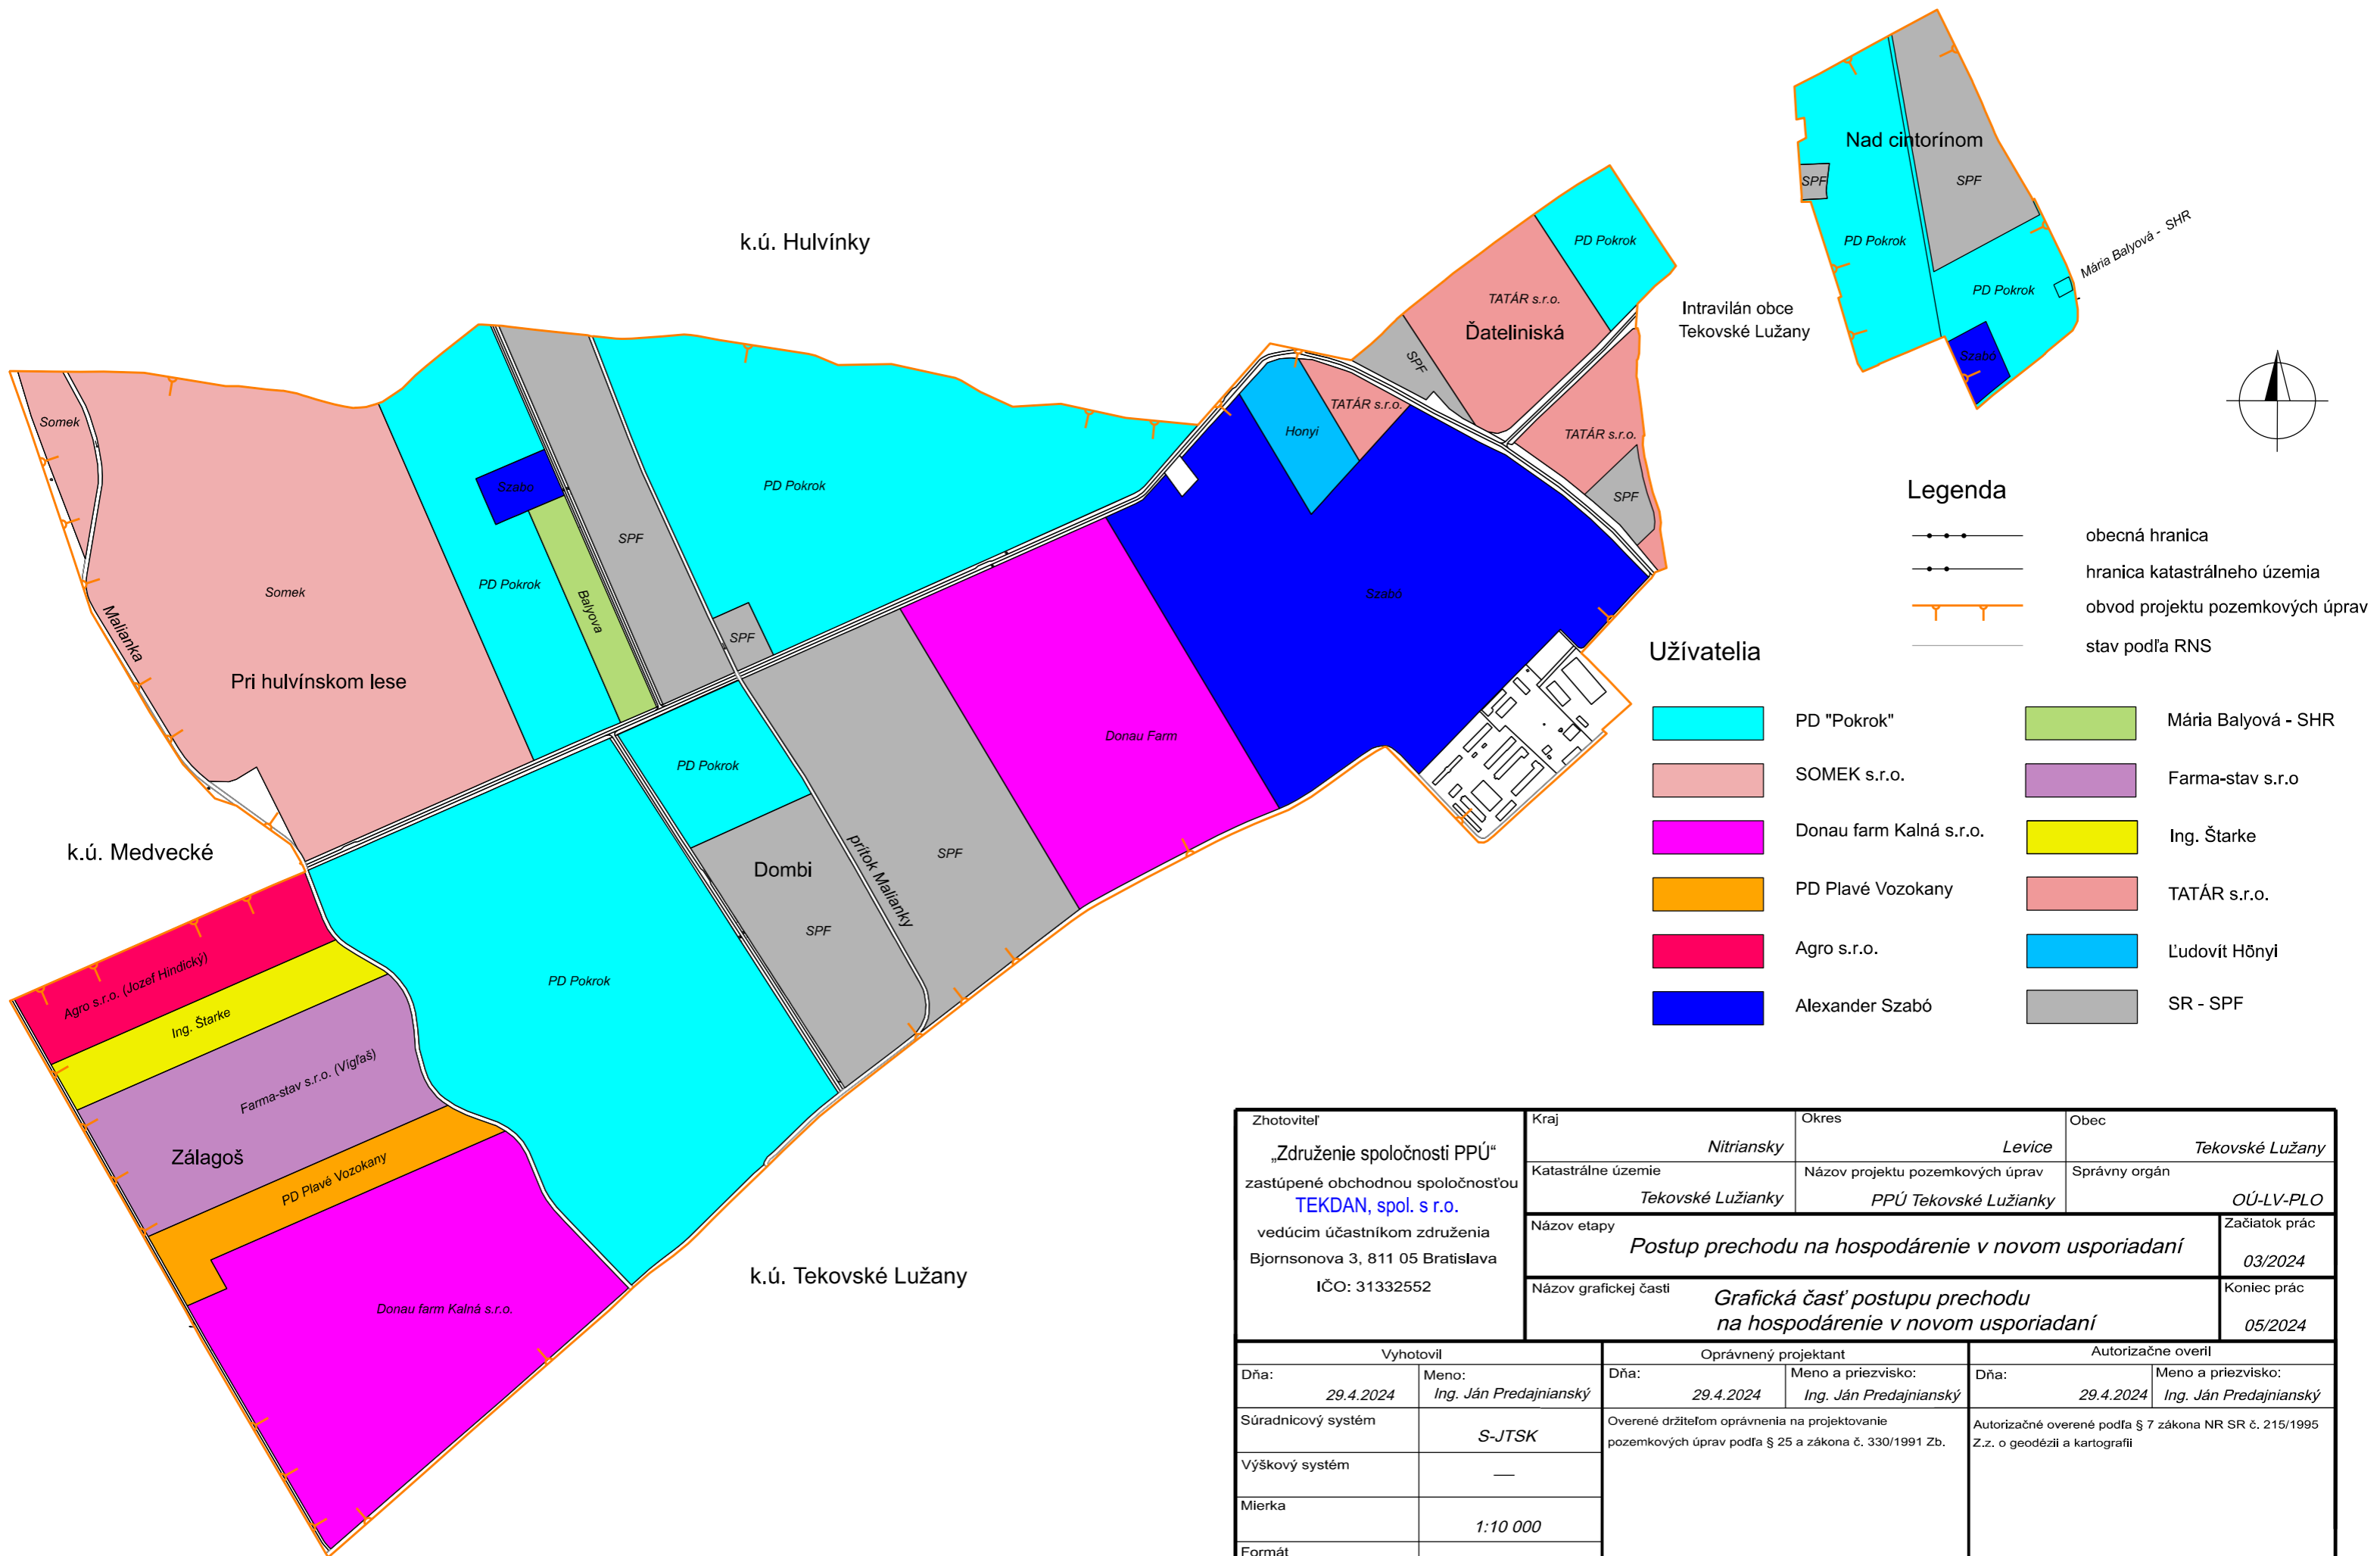 k.ú. Hulvínky
Nad cintorínom
SPF
SPF
PD Pokrok
PD Pokrok
Mária Balyová - SHR
Szabo
PD Pokrok
TATÁR s.r.o.
Ďateliniská
SPF
Intravilán obce
Tekovské Lužany
TATÁR s.r.o.
Honyi
TATÁR s.r.o.
SPF
Somek
Szabo
PD Pokrok
SPF
PD Pokrok
Balyova
Somek
Malianka
Pri hulvínskom lese
SPF
Szabo
Donau Farm
PD Pokrok
k.ú. Medvecké
Dombi
prítok Malianky
SPF
SPF
PD Pokrok
Agro s.r.o. (Jozef Hindický)
Ing. Štarke
Farma-stav s.r.o. (Vígľaš)
Zálagoš
PD Plavé Vozokany
Donau farm Kalná s.r.o.
k.ú. Tekovské Lužany
Legenda
obecná hranica
hranica katastrálneho územia
obvod projektu pozemkových úprav
stav podľa RNS
Užívatelia
PD "Pokrok"
SOMEK s.r.o.
Donau farm Kalná s.r.o.
PD Plavé Vozokany
Agro s.r.o.
Alexander Szabó
Mária Balyová - SHR
Farma-stav s.r.o
Ing. Štarke
TATÁR s.r.o.
Ľudovít Hönyi
SR - SPF
Zhotoviteľ
„Združenie spoločnosti PPÚ“
zastúpené obchodnou spoločnosťou
TEKDAN, spol. s r.o.
vedúcim účastníkom združenia
Bjornsonova 3, 811 05 Bratislava
IČO: 31332552
Kraj
Nitriansky
Okres
Levice
Obec
Tekovské Lužany
Katastrálne územie
Tekovské Lužianky
Názov projektu pozemkových úprav
PPÚ Tekovské Lužianky
Správny orgán
OÚ-LV-PLO
Názov etapy
Postup prechodu na hospodárenie v novom usporiadaní
Začiatok prác
03/2024
Názov grafickej časti
Grafická časť postupu prechodu
na hospodárenie v novom usporiadaní
Koniec prác
05/2024
Vyhotovil
Oprávnený projektant
Autorizačne overil
Dňa:
29.4.2024
Meno:
Ing. Ján Predajnianský
Dňa:
29.4.2024
Meno a priezvisko:
Ing. Ján Predajnianský
Dňa:
29.4.2024
Meno a priezvisko:
Ing. Ján Predajnianský
Súradnicový systém
S-JTSK
Overené držiteľom oprávnenia na projektovanie
pozemkových úprav podľa § 25 a zákona č. 330/1991 Zb.
Autorizačné overené podľa § 7 zákona NR SR č. 215/1995
Z.z. o geodézii a kartografii
Výškový systém
—
Mierka
1:10 000
Formát